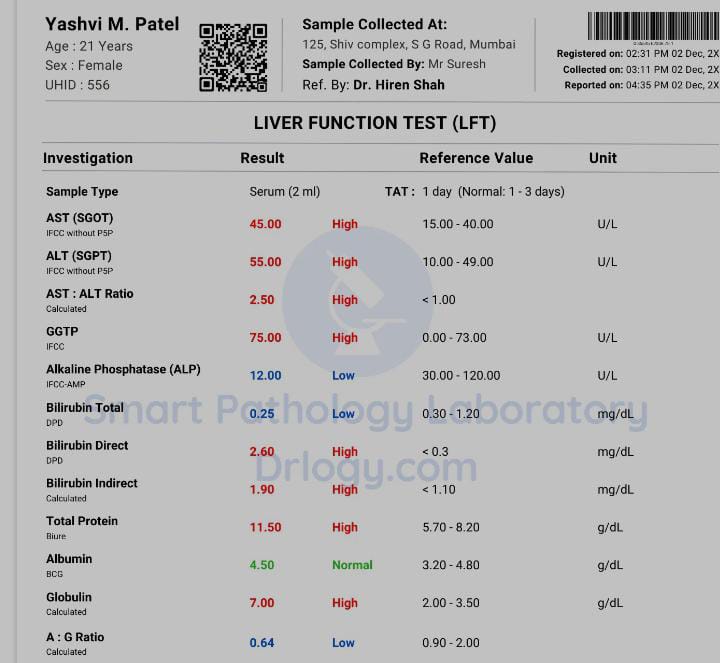 Yashvi M. Patel
Age : 21 Years
Sex : Female
UHID : 556
Sample Collected At:
125, Shiv complex, S G Road, Mumbai
Sample Collected By: Mr Suresh
Ref. By: Dr. Hiren Shah
Registered on: 02:31 PM 02 Dec, 2X
Collected on: 03:11 PM 02 Dec, 2X
Reported on: 04:35 PM 02 Dec, 2X
LIVER FUNCTION TEST (LFT)
Investigation Result Reference Value Unit
Sample Type Serum (2 ml) TAT : 1 day (Normal: 1 - 3 days)
AST (SGOT) 45.00 High 15.00 - 40.00 U/L
IFCC without P5P
ALT (SGPT) 55.00 High 10.00 - 49.00 U/L
IFCC without P5P
AST : ALT Ratio 2.50 High < 1.00
Calculated
GGTP 75.00 High 0.00 - 73.00 U/L
IFCC
Alkaline Phosphatase (ALP) 12.00 Low 30.00 - 120.00 U/L
IFCC-AMP
Bilirubin Total 0.25 Low 0.30 - 1.20 mg/dL
DPD
Smart Pathology Laboratory
Bilirubin Direct 2.60 High < 0.3 mg/dL
DPD
Drlogy.com
Bilirubin Indirect 1.90 High < 1.10 mg/dL
Calculated
Total Protein 11.50 High 5.70 - 8.20 g/dL
Biure
Albumin 4.50 Normal 3.20 - 4.80 g/dL
BCG
Globulin 7.00 High 2.00 - 3.50 g/dL
Calculated
A : G Ratio 0.64 Low 0.90 - 2.00
Calculated